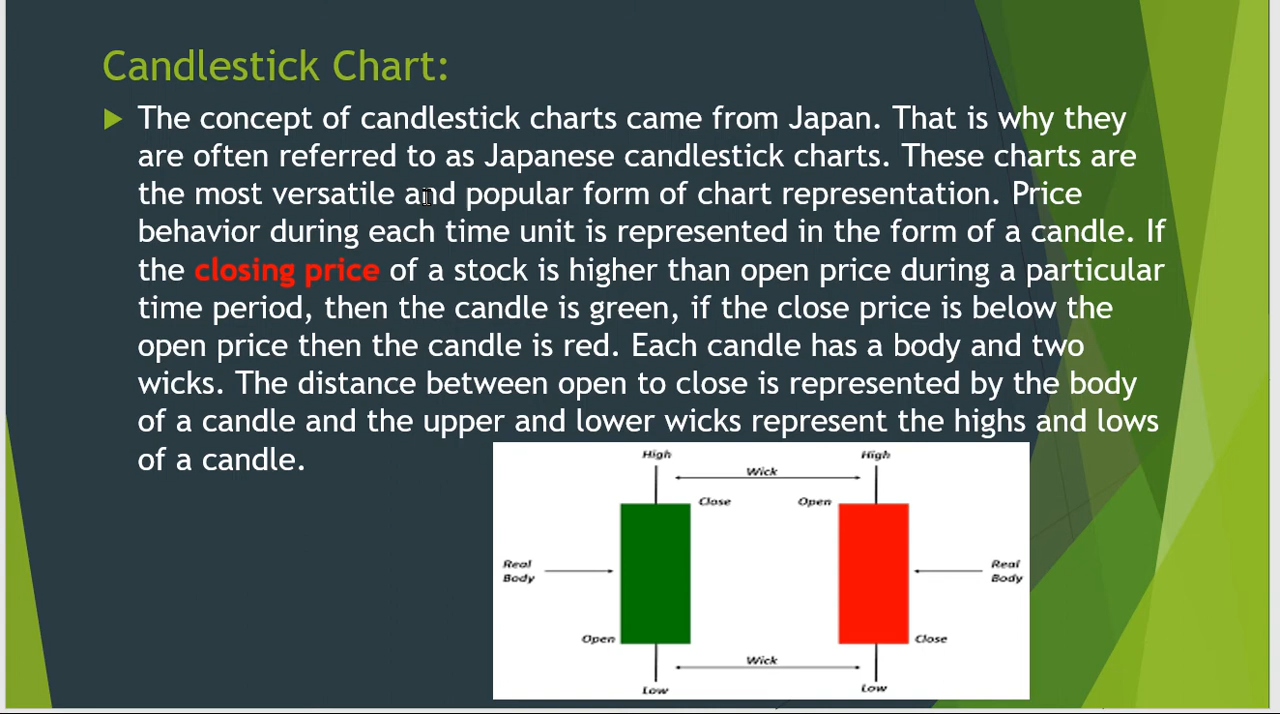 Candlestick Chart:
The concept of candlestick charts came from Japan. That is why they
are often referred to as Japanese candlestick charts. These charts are
the most versatile and popular form of chart representation. Price
behavior during each time unit is represented in the form of a candle. If
the closing price of a stock is higher than open price during a particular
time period, then the candle is green, if the close price is below the
open price then the candle is red. Each candle has a body and two
wicks. The distance between open to close is represented by the body
of a candle and the upper and lower wicks represent the highs and lows
of a candle.
High High
Wick
Close Open
Real Body
Real Body
Open Close
Wick
Low Low